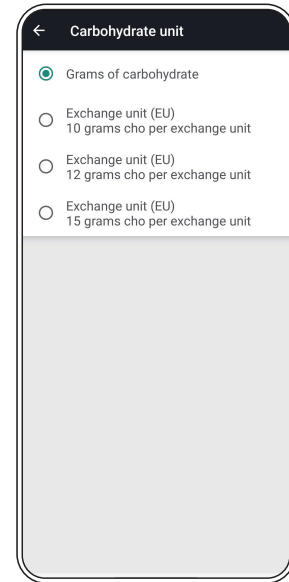 Carbohydrate unit
Grams of carbohydrate
Exchange unit (EU)
10 grams cho per exchange unit
Exchange unit (EU)
12 grams cho per exchange unit
Exchange unit (EU)
15 grams cho per exchange unit